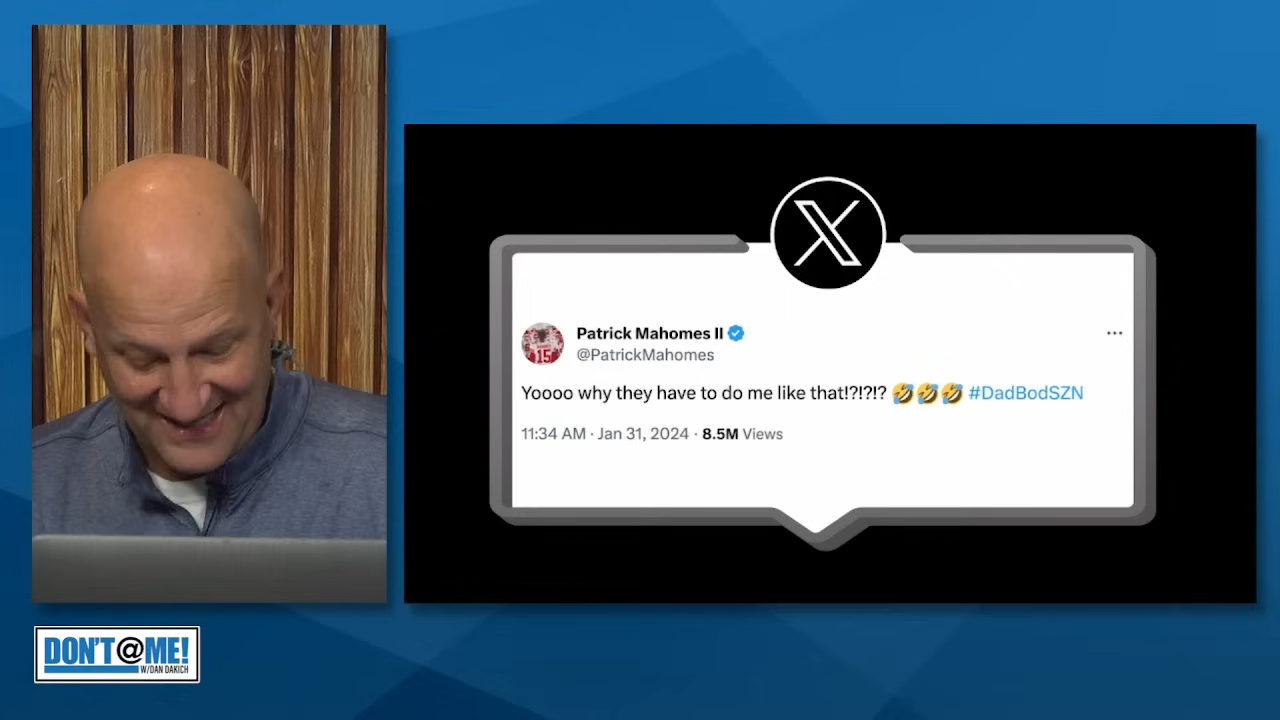 X
Patrick Mahomes II
@PatrickMahomes
15
Yoooo why they have to do me like that!?!?!? 🤣🤣🤣 #DadBodSZN
11:34 AM · Jan 31, 2024 · 8.5M Views
DON'T @ ME!
W/DAN DAKICH